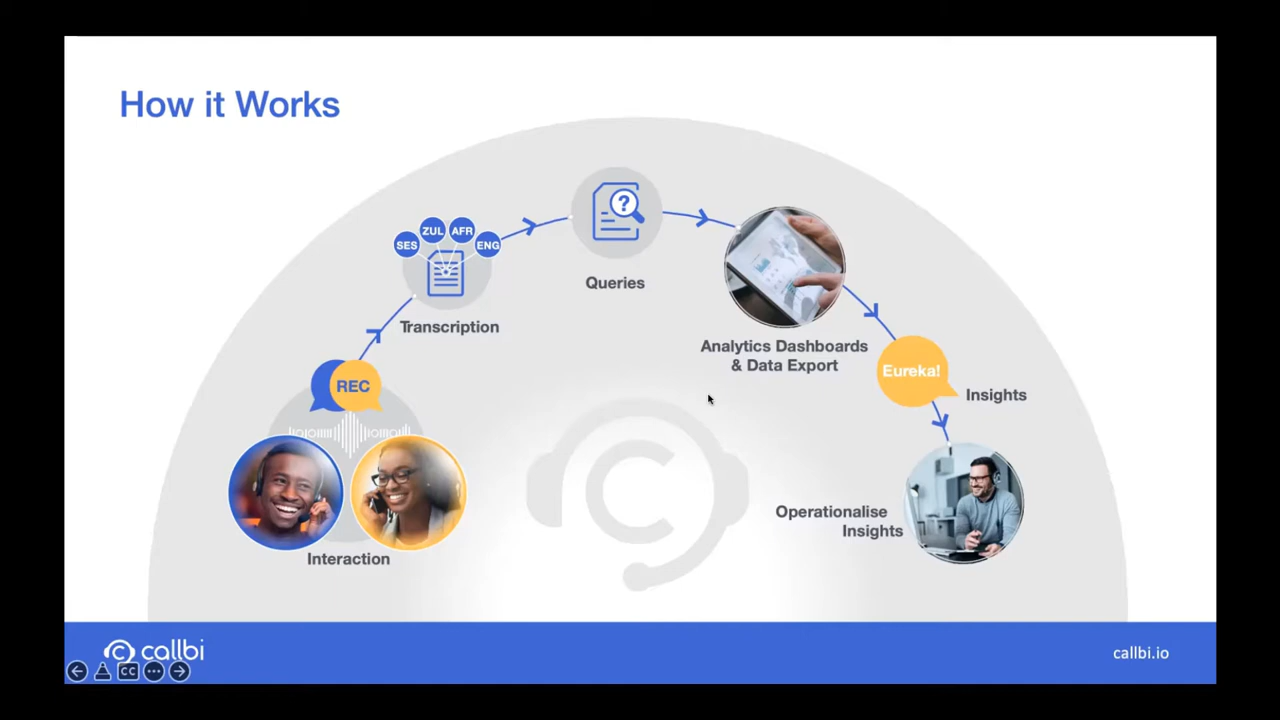 How it Works
SES
ZUL
AFR
ENG
Transcription
?
Queries
Analytics Dashboards
& Data Export
REC
Interaction
Eureka!
Insights
Operationalise
Insights
callbi
callbi.io
CC